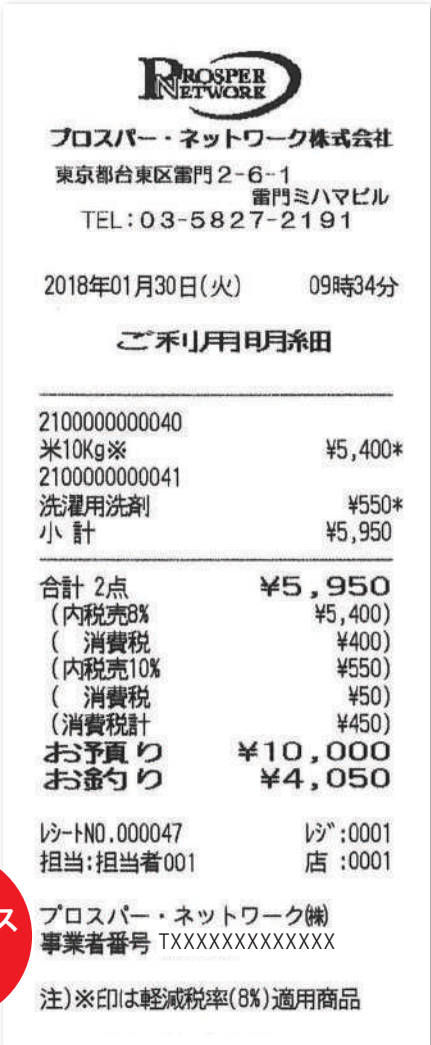 PROSPER
NETWORK
プロスパー・ネットワーク株式会社
東京都台東区雷門2-6-1
雷門ミハマビル
TEL:03-5827-2191
2018年01月30日(火) 09時34分
ご利用明細
2100000000040
米10Kg※ ¥5,400*
2100000000041
洗濯用洗剤 ¥550*
小 計 ¥5,950
合計 2点 ¥5,950
(内税売8% ¥5,400)
( 消費税 ¥400)
(内税売10% ¥550)
( 消費税 ¥50)
(消費税計 ¥450)
お預り ¥10,000
お釣り ¥4,050
レシートNO.000047 レジ:0001
担当:担当者001 店 :0001
ス
プロスパー・ネットワーク㈱
事業者番号 TXXXXXXXXXXXXX
注)※印は軽減税率(8%)適用商品